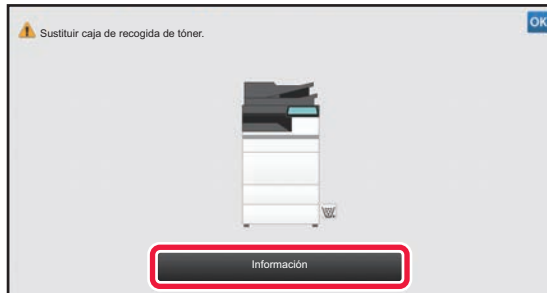 Sustituir caja de recogida de tóner.
OK
Información